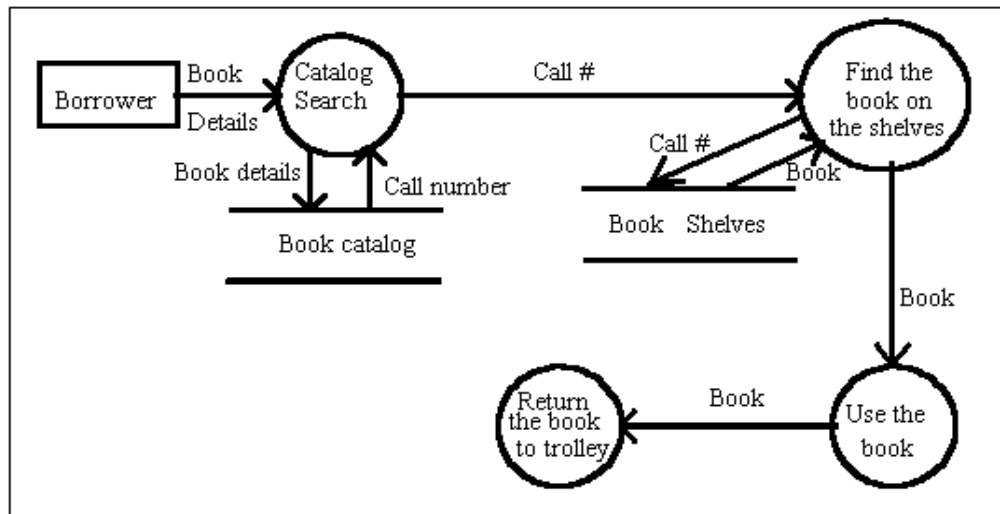 Borrower
Book
Details
Catalog
Search
Call #
Find the
book on
the shelves
Book details
Call number
Book catalog
Call #
Book
Book Shelves
Book
Use the
book
Book
Return
the book
to trolley